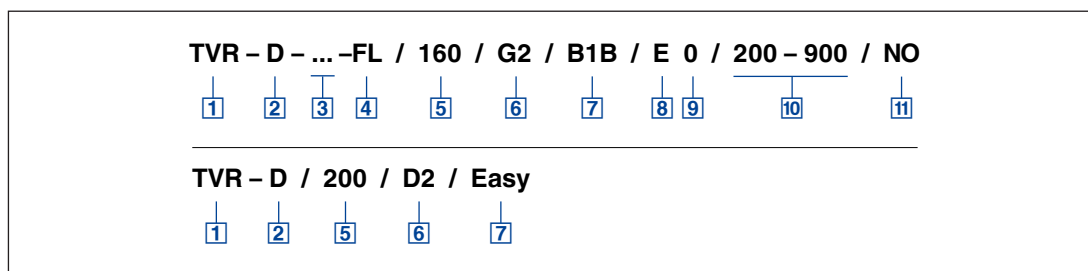 TVR – D – ... –FL / 160 / G2 / B1B / E 0 / 200 – 900 / NO
1 2 3 4 5 6 7 8 9 10 11
TVR – D / 200 / D2 / Easy
1 2 5 6 7